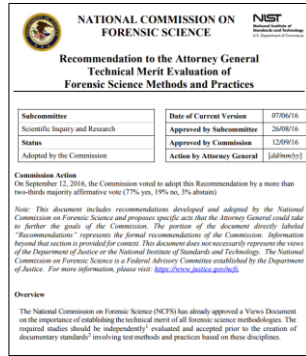 NATIONAL COMMISSION ON
FORENSIC SCIENCE
NIST
National Institute of
Standards and Technology
U.S. Department of Commerce
Recommendation to the Attorney General
Technical Merit Evaluation of
Forensic Science Methods and Practices
Subcommittee
Scientific Inquiry and Research
Status
Adopted by the Commission
Date of Current Version 07/06/16
Approved by Subcommittee 26/08/16
Approved by Commission 12/09/16
Action by Attorney General [dd/mm/yy]
Commission Action
On September 12, 2016, the Commission voted to adopt this Recommendation by a more than
two-thirds majority affirmative vote (77% yes, 19% no, 3% abstain)
Note: This document includes recommendations developed and adopted by the National
Commission on Forensic Science and proposes specific acts that the Attorney General could take
to further the goals of the Commission. The portion of the document directly labeled
"Recommendations" represents the formal recommendations of the Commission. Information
beyond that section is provided for context. This document does not necessarily represent the views
of the Department of Justice or the National Institute of Standards and Technology. The National
Commission on Forensic Science is a Federal Advisory Committee established by the Department
of Justice. For more information, please visit: https://www.justice.gov/ncfs.
Overview
The National Commission on Forensic Science (NCFS) has already approved a Views Document
on the importance of establishing the technical merit of all forensic science methodologies. The
required studies should be independently¹ evaluated and accepted prior to the creation of
documentary standards² involving test methods and practices based on these disciplines.